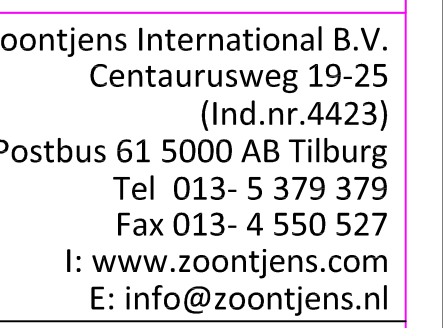 oontjens International B.V.
Centaurusweg 19-25
(Ind.nr.4423)
Postbus 61 5000 AB Tilburg
Tel  013- 5 379 379
Fax 013- 4 550 527
I: www.zoontjens.com
E: info@zoontjens.nl